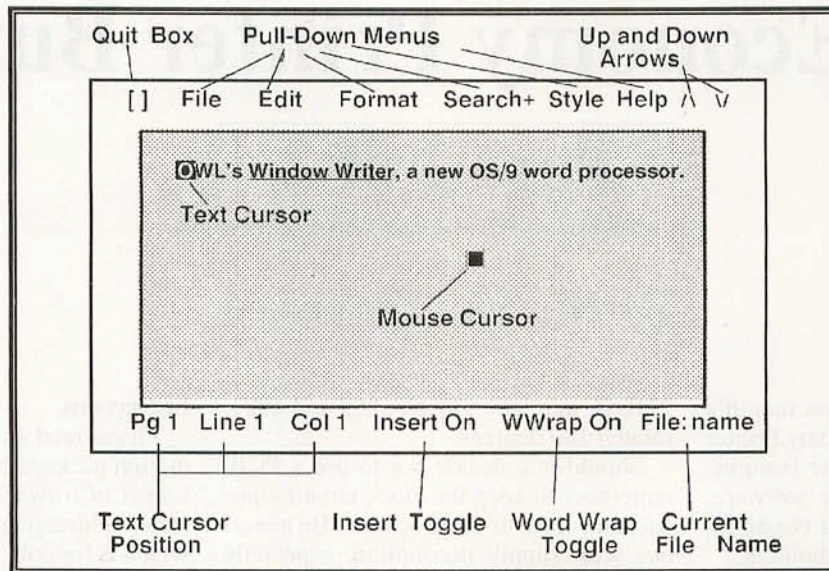 Quit Box Pull-Down Menus Up and Down
Arrows
[ ] File Edit Format Search+ Style Help /\ \/
OWL's Window Writer, a new OS/9 word processor.
Text Cursor
Mouse Cursor
Pg 1 Line 1 Col 1 Insert On WWrap On File: name
Text Cursor Insert Toggle Word Wrap Current
Position Toggle File Name